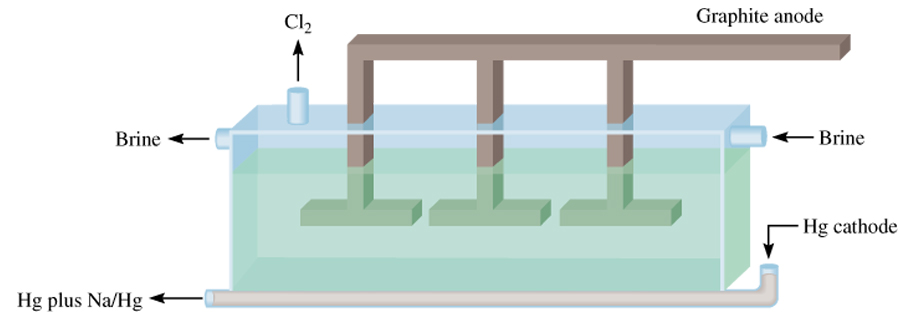 Cl₂
Graphite anode
Brine
Brine
Hg cathode
Hg plus Na/Hg